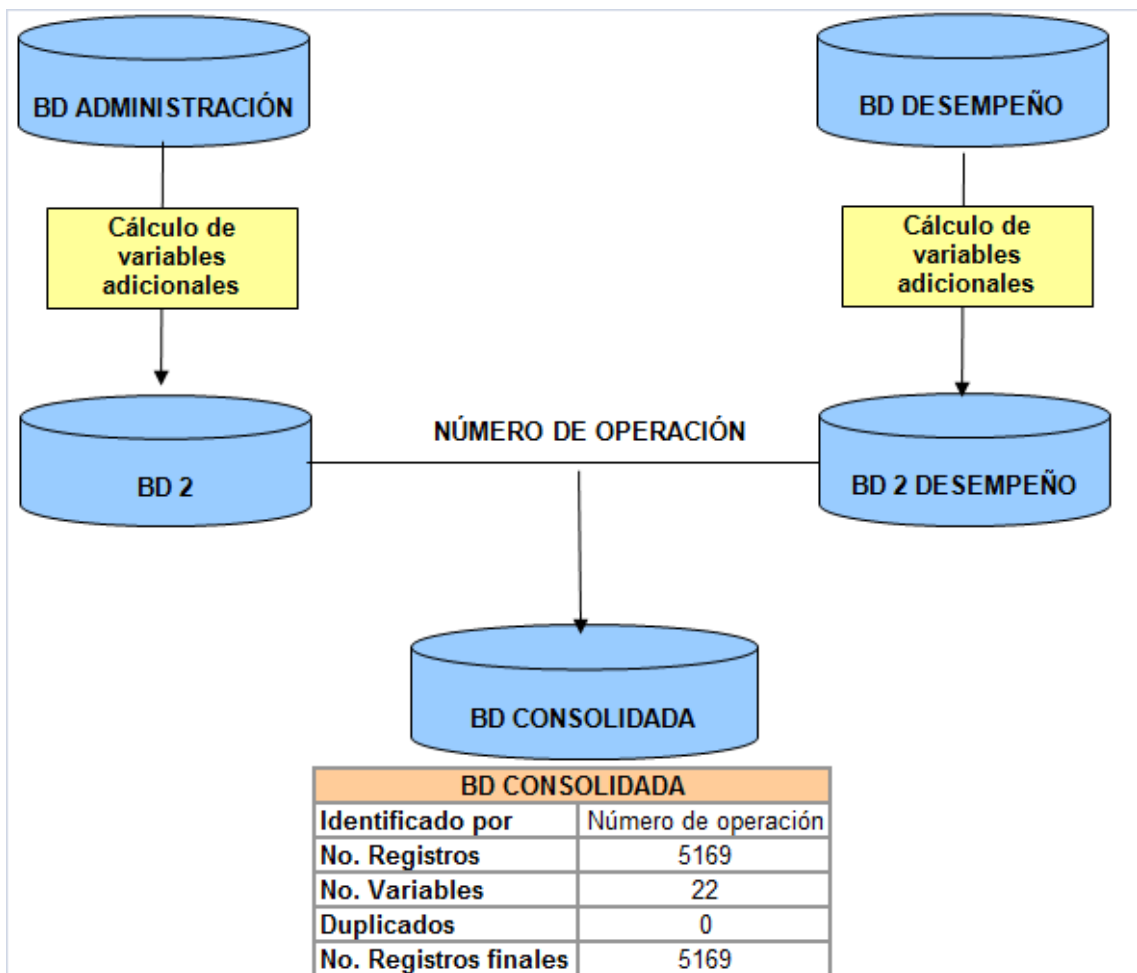 BD ADMINISTRACIÓN
BD DESEMPEÑO
Cálculo de
variables
adicionales
Cálculo de
variables
adicionales
NÚMERO DE OPERACIÓN
BD 2
BD 2 DESEMPEÑO
BD CONSOLIDADA
BD CONSOLIDADA
Identificado por Número de operación
No. Registros 5169
No. Variables 22
Duplicados 0
No. Registros finales 5169